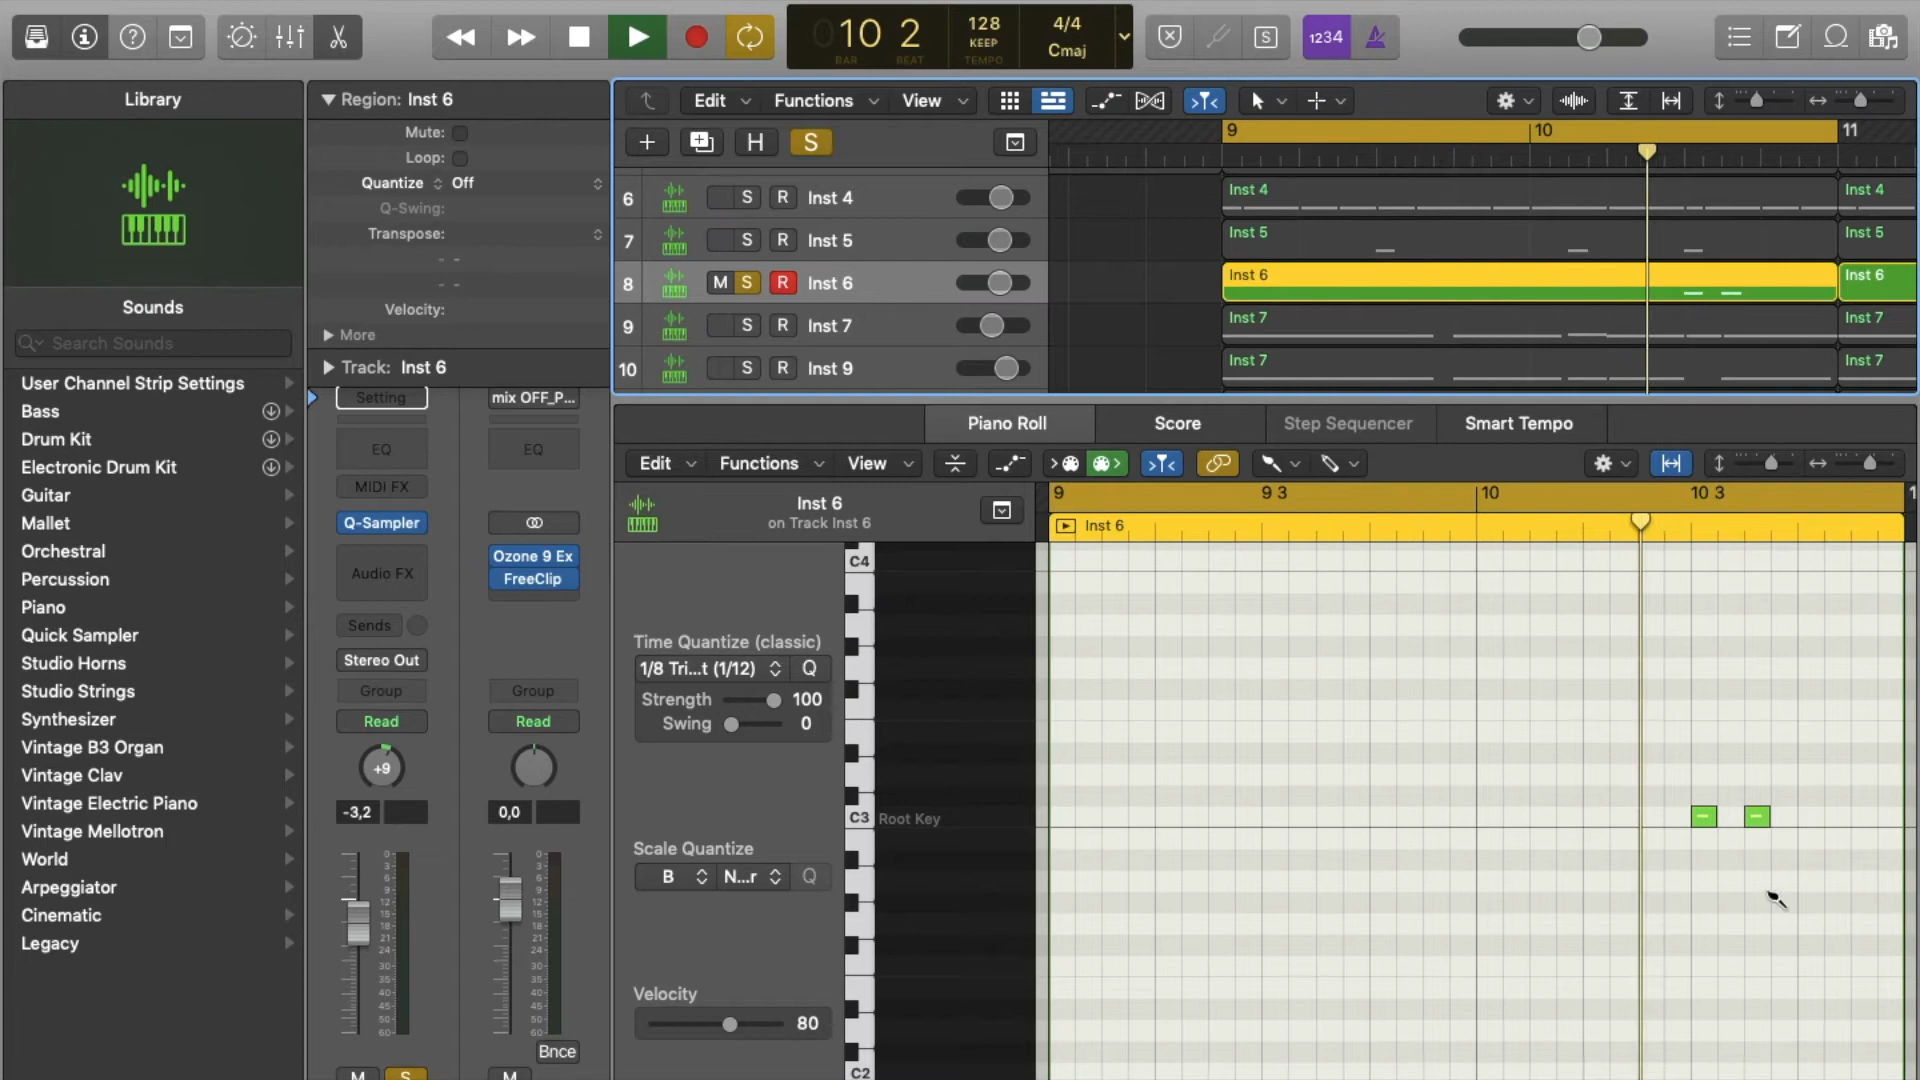 10 2
BAR BEAT
128
KEEP
TEMPO
4/4
Cmaj
S
1234
Library
Sounds
Search Sounds
User Channel Strip Settings
Bass
Drum Kit
Electronic Drum Kit
Guitar
Mallet
Orchestral
Percussion
Piano
Quick Sampler
Studio Horns
Studio Strings
Synthesizer
Vintage B3 Organ
Vintage Clav
Vintage Electric Piano
Vintage Mellotron
World
Arpeggiator
Cinematic
Legacy
Region: Inst 6
Mute:
Loop:
Quantize Off
Q-Swing:
Transpose:
Velocity:
More
Track: Inst 6
Setting
EQ
MIDI FX
Q-Sampler
Audio FX
Sends
Stereo Out
Group
Read
+9
-3,2
M S
mix OFF_P...
EQ
Ozone 9 Ex
FreeClip
Group
Read
0,0
Bnce
M
Edit Functions View
H S
9 10 11
6 S R Inst 4
7 S R Inst 5
8 M S R Inst 6
9 S R Inst 7
10 S R Inst 9
Inst 4 Inst 4
Inst 5 Inst 5
Inst 6 Inst 6
Inst 7 Inst 7
Inst 7 Inst 7
Piano Roll Score Step Sequencer Smart Tempo
Edit Functions View
Inst 6
on Track Inst 6
9 9 3 10 10 3 1
Inst 6
Time Quantize (classic)
1/8 Tri...t (1/12) Q
Strength 100
Swing 0
Scale Quantize
B N...r Q
Velocity
80
C4
C3 Root Key
C2